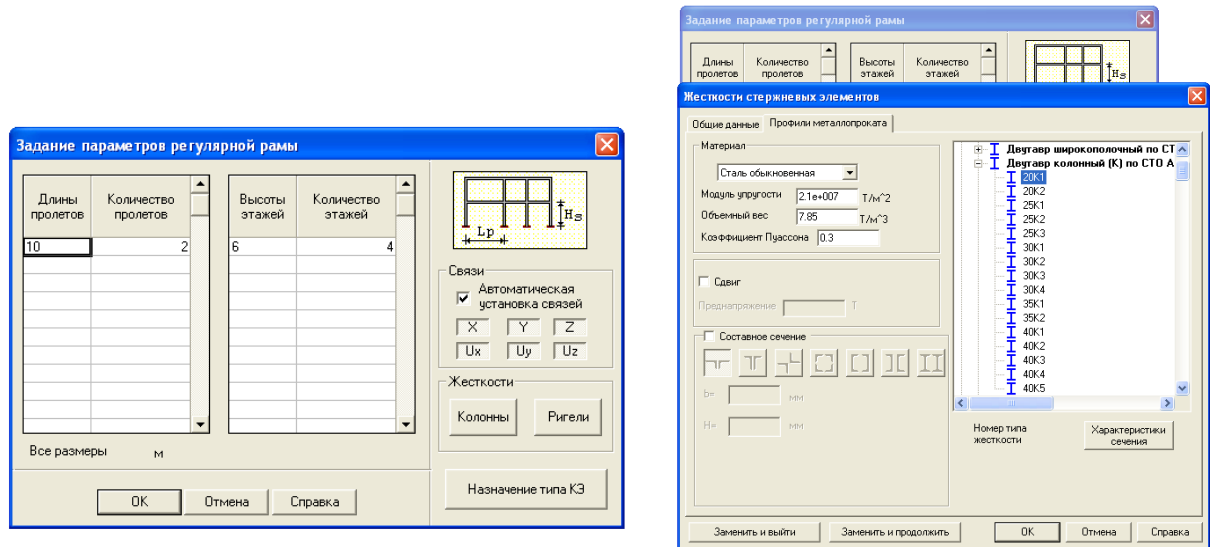 Задание параметров регулярной рамы
Длины пролетов
Количество пролетов
Высоты этажей
Количество этажей
10
2
6
4
Hs
Lp
Связи
Автоматическая
установка связей
X Y Z
Ux Uy Uz
Жесткости
Колонны Ригели
Все размеры м
Назначение типа КЭ
OK Отмена Справка
Задание параметров регулярной рамы
Длины пролетов
Количество пролетов
Высоты этажей
Количество этажей
Hs
Жесткости стержневых элементов
Общие данные Профили металлопроката
Материал
Сталь обыкновенная
Модуль упругости 2.1e+007 Т/м^2
Объемный вес 7.85 Т/м^3
Коэффициент Пуассона 0.3
Сдвиг
Преднапряжение Т
Составное сечение
b= мм
H= мм
Двутавр широкополочный по СТ
Двутавр колонный (К) по СТО А
20К1
20К2
25К1
25К2
25К3
30К1
30К2
30К3
30К4
35К1
35К2
40К1
40К2
40К3
40К4
40К5
Номер типа
жесткости
Характеристики
сечения
Заменить и выйти Заменить и продолжить OK Отмена Справка